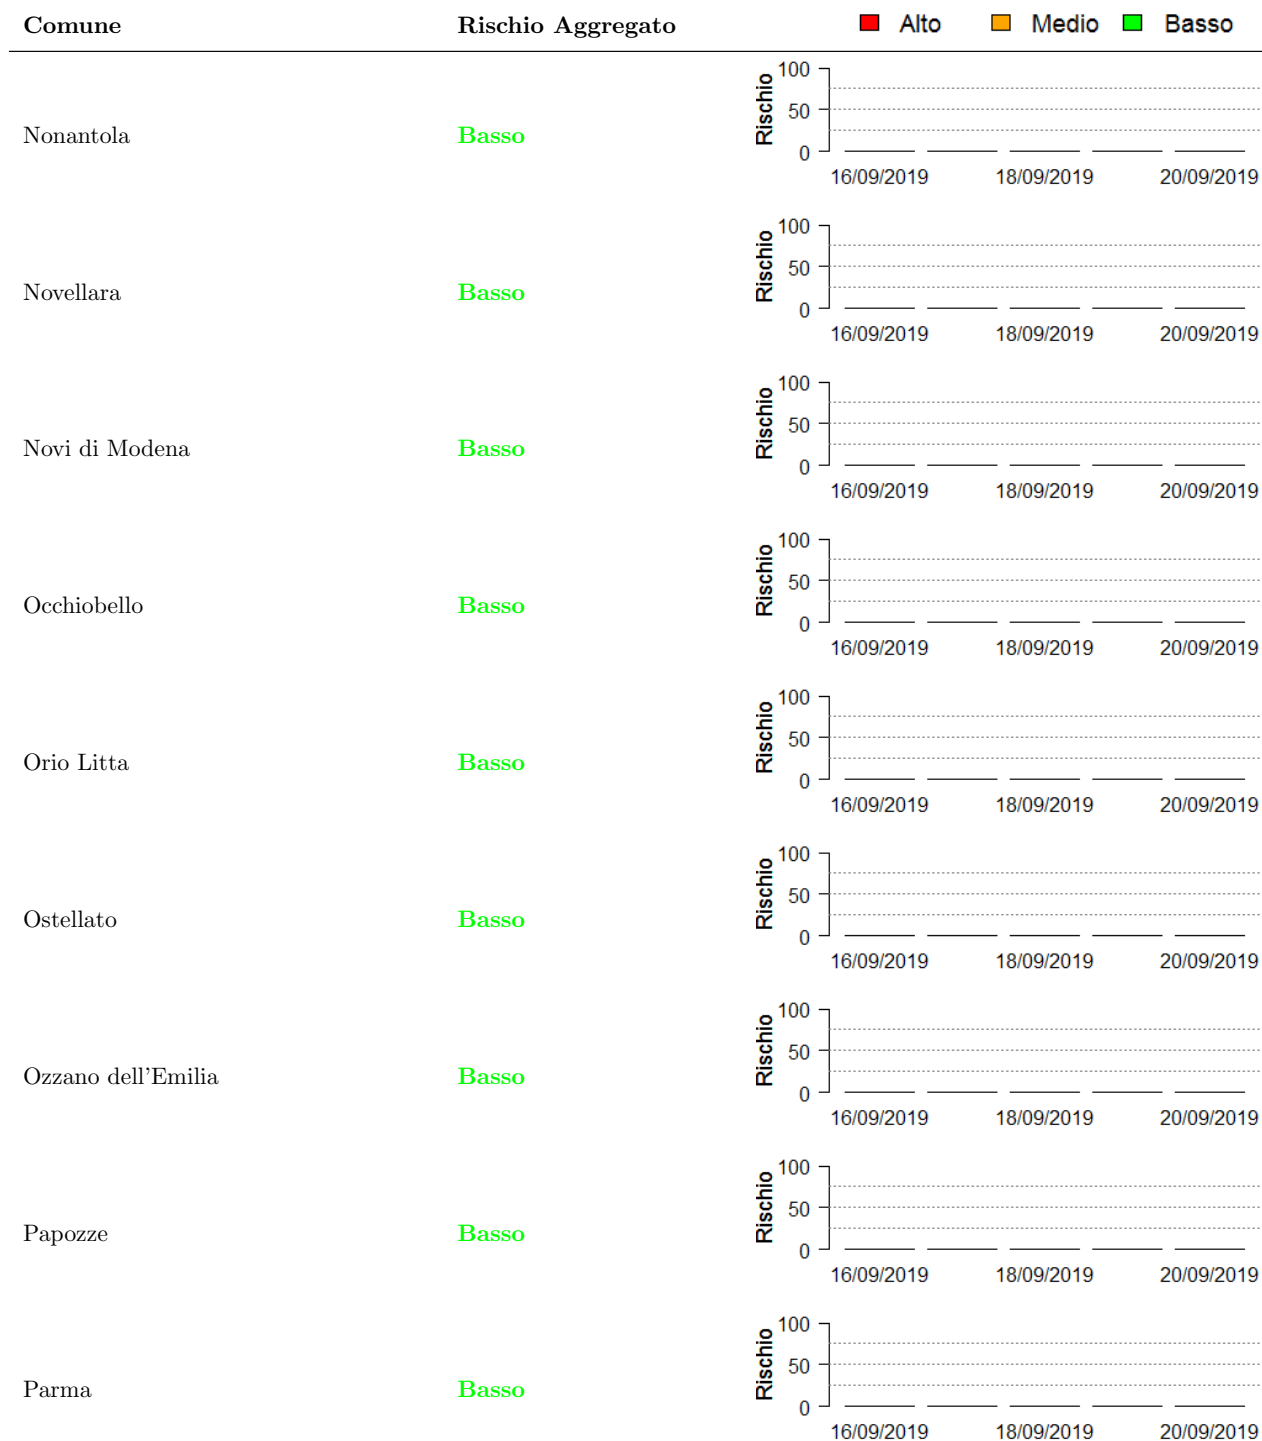 Comune Rischio Aggregato Alto Medio Basso
100
50
0
Rischio
Nonantola Basso
16/09/2019 18/09/2019 20/09/2019
100
50
0
Rischio
Novellara Basso
16/09/2019 18/09/2019 20/09/2019
100
50
0
Rischio
Novi di Modena Basso
16/09/2019 18/09/2019 20/09/2019
100
50
0
Rischio
Occhiobello Basso
16/09/2019 18/09/2019 20/09/2019
100
50
0
Rischio
Orio Litta Basso
16/09/2019 18/09/2019 20/09/2019
100
50
0
Rischio
Ostellato Basso
16/09/2019 18/09/2019 20/09/2019
100
50
0
Rischio
Ozzano dell'Emilia Basso
16/09/2019 18/09/2019 20/09/2019
100
50
0
Rischio
Papozze Basso
16/09/2019 18/09/2019 20/09/2019
100
50
0
Rischio
Parma Basso
16/09/2019 18/09/2019 20/09/2019